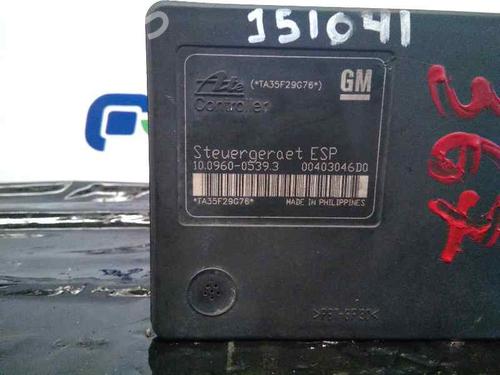 151041
Ate
(*TA35F29G76*)
GM
Controller
Steuergeraet ESP
10.0960-0539.3 00403046D0
*TA35F29G76*
MADE IN PHILIPPINES